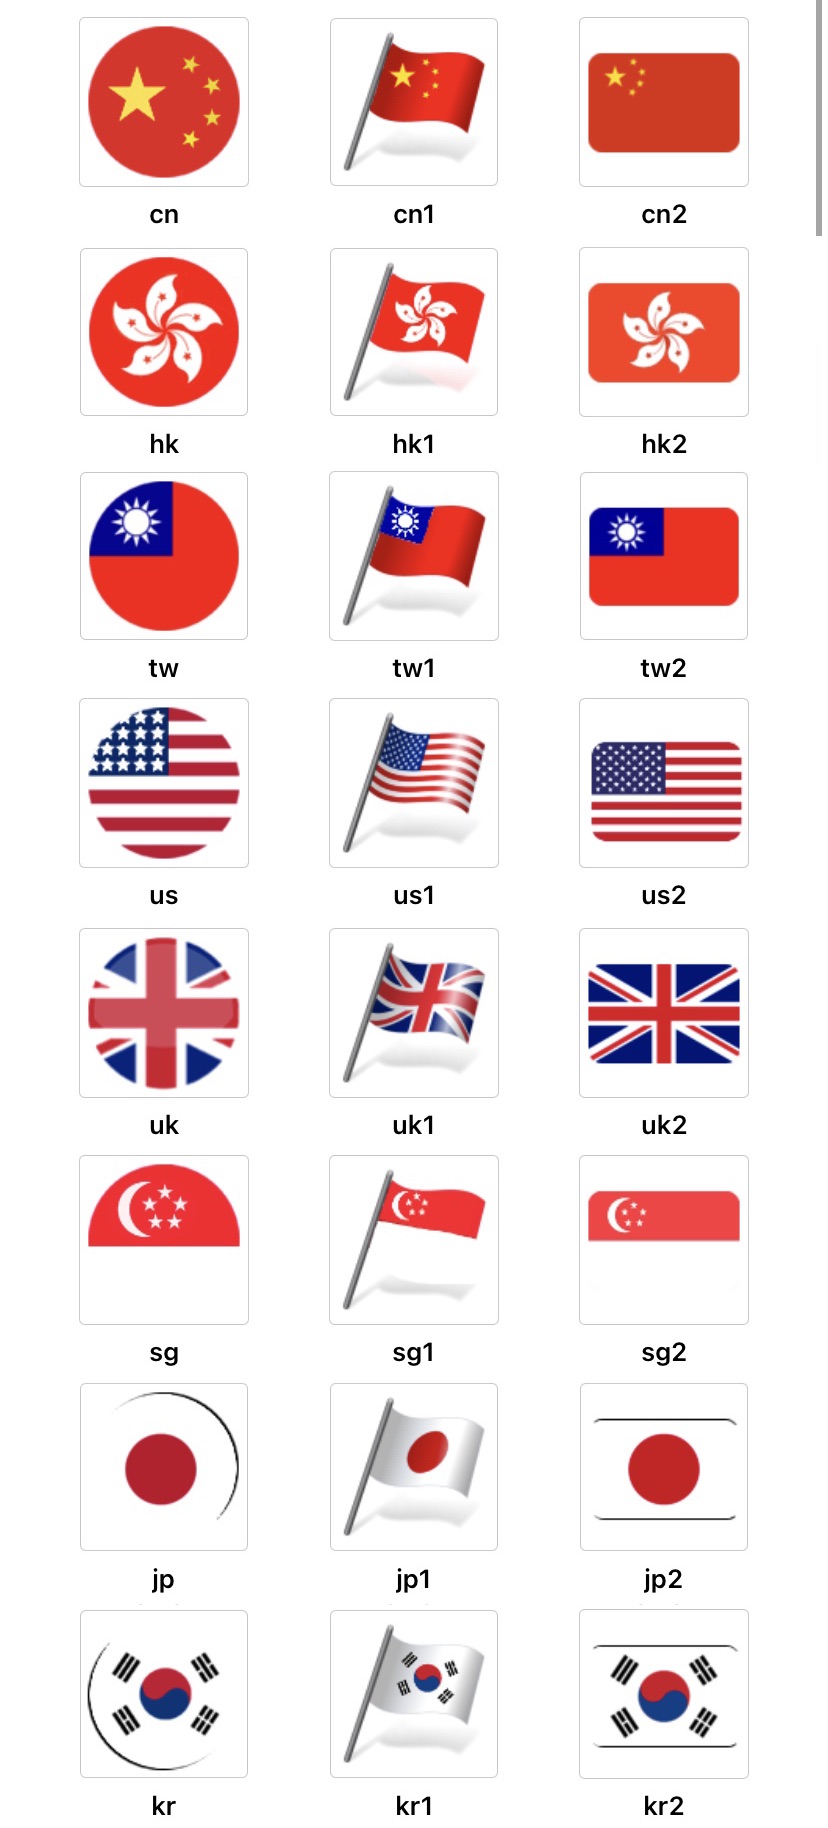 cn cn1 cn2
hk hk1 hk2
tw tw1 tw2
us us1 us2
uk uk1 uk2
sg sg1 sg2
jp jp1 jp2
kr kr1 kr2